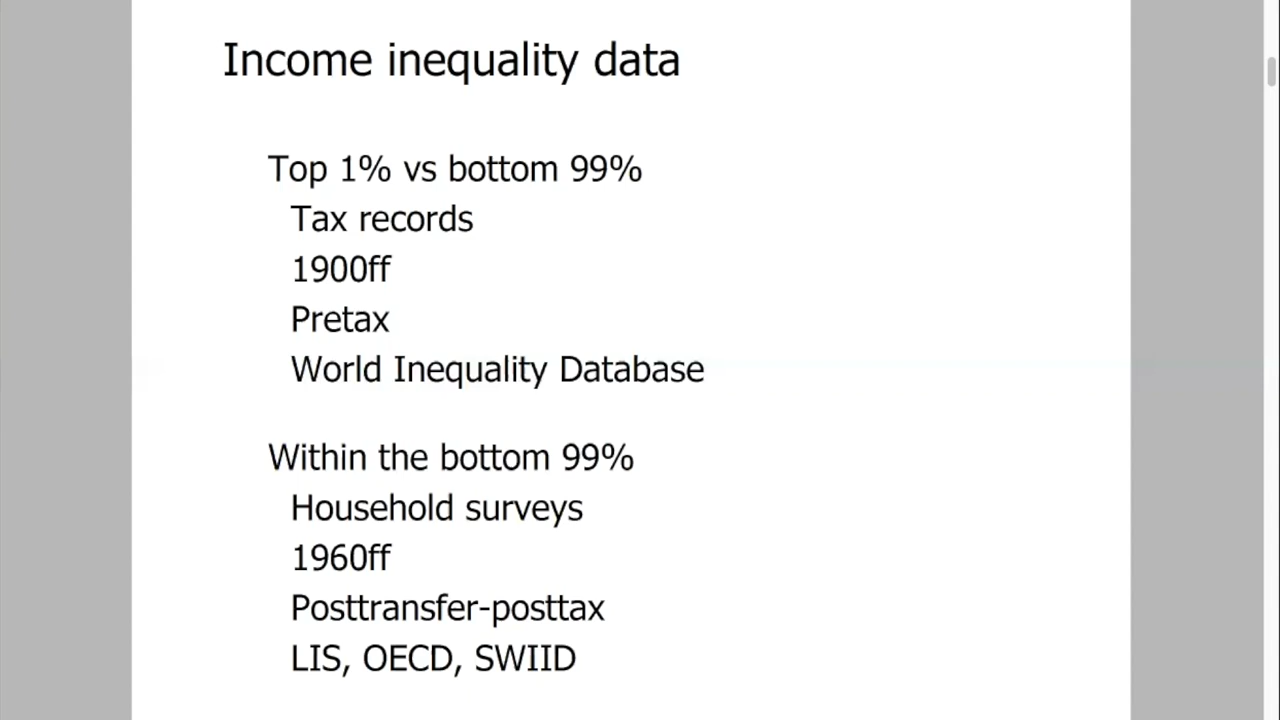 Income inequality data
Top 1% vs bottom 99%
Tax records
1900ff
Pretax
World Inequality Database
Within the bottom 99%
Household surveys
1960ff
Posttransfer-posttax
LIS, OECD, SWIID